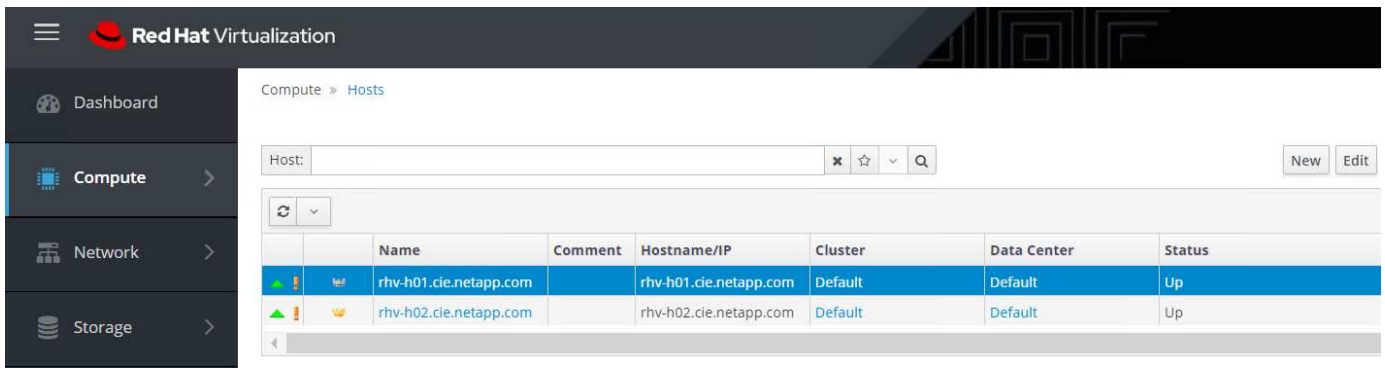 Red Hat Virtualization
Dashboard
Compute
Network
Storage
Compute » Hosts
Host:
New Edit
Name Comment Hostname/IP Cluster Data Center Status
rhv-h01.cie.netapp.com rhv-h01.cie.netapp.com Default Default Up
rhv-h02.cie.netapp.com rhv-h02.cie.netapp.com Default Default Up